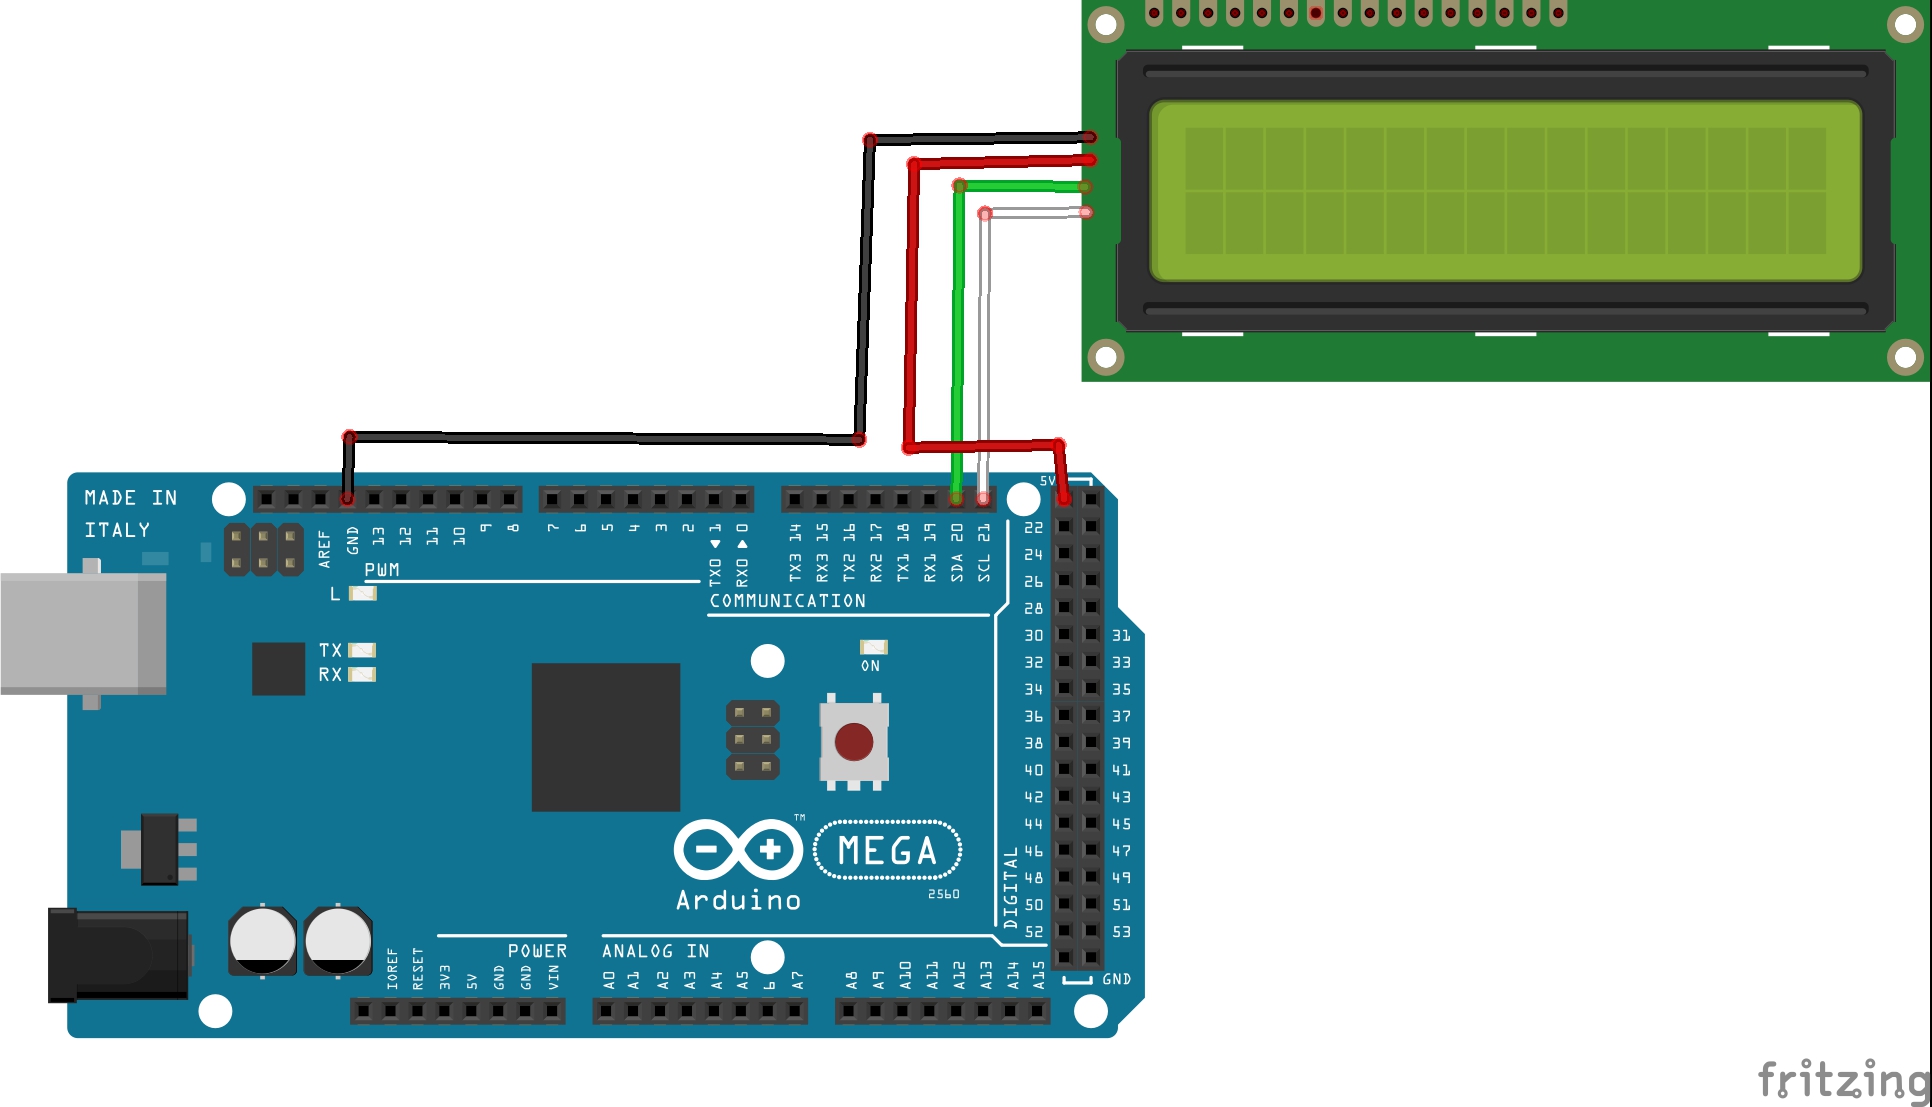 MADE IN
ITALY
AREF
GND
13
12
11
10
9
8
7
6
5
4
3
2
TX0 1
RX0 0
TX3 14
RX3 15
TX2 16
RX2 17
TX1 18
RX1 19
SDA 20
SCL 21
5V
PWM
COMMUNICATION
L
TX
RX
ON
22
24
26
28
30 31
32 33
34 35
36 37
38 39
40 41
42 43
44 45
46 47
48 49
50 51
52 53
GND
DIGITAL
MEGA
2560
TM
Arduino
POWER
ANALOG IN
IOREF
RESET
3V3
5V
GND
GND
VIN
A0
A1
A2
A3
A4
A5
6
A7
A8
A9
A10
A11
A12
A13
A14
A15
fritzing